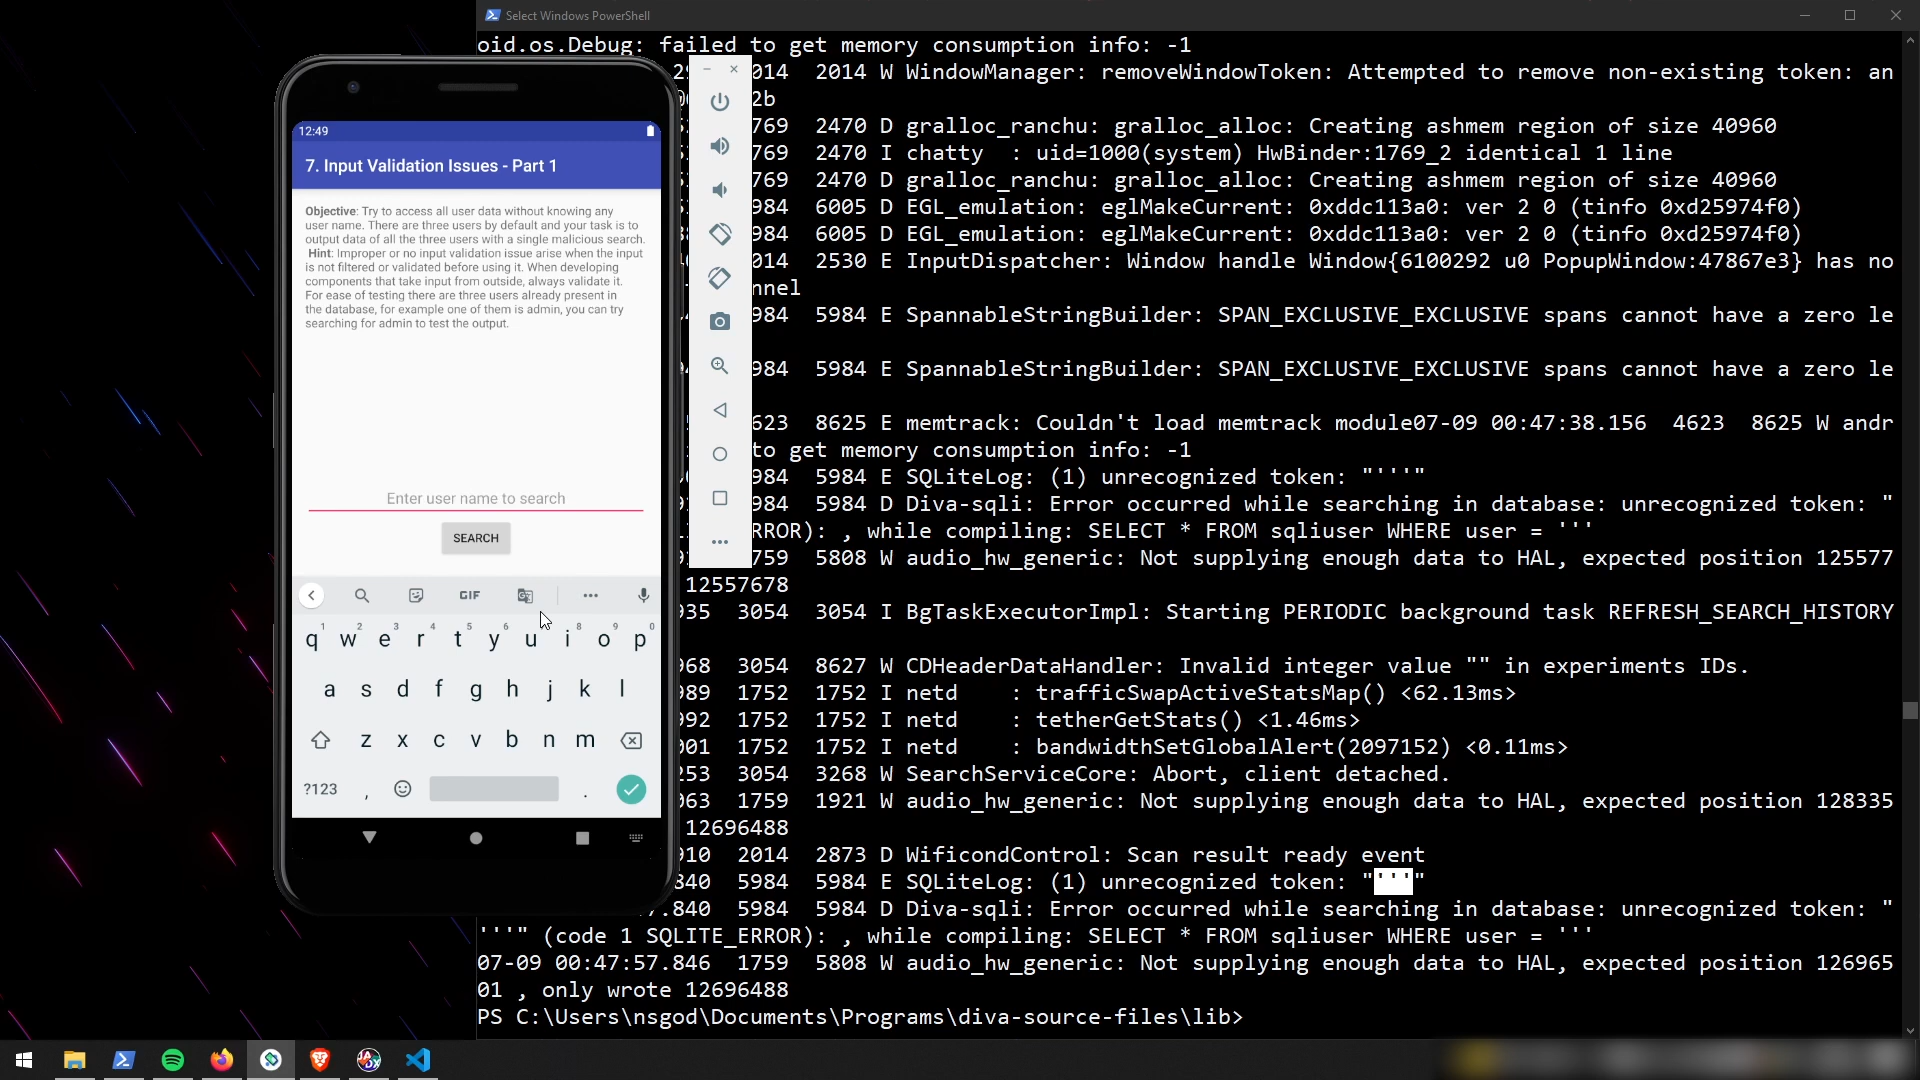 Select Windows PowerShell
oid.os.Debug: failed to get memory consumption info: -1
014 2014 W WindowManager: removeWindowToken: Attempted to remove non-existing token: an
2b
769 2470 D gralloc_ranchu: gralloc_alloc: Creating ashmem region of size 40960
769 2470 I chatty : uid=1000(system) HwBinder:1769_2 identical 1 line
769 2470 D gralloc_ranchu: gralloc_alloc: Creating ashmem region of size 40960
984 6005 D EGL_emulation: eglMakeCurrent: 0xddc113a0: ver 2 0 (tinfo 0xd25974f0)
984 6005 D EGL_emulation: eglMakeCurrent: 0xddc113a0: ver 2 0 (tinfo 0xd25974f0)
014 2530 E InputDispatcher: Window handle Window{6100292 u0 PopupWindow:47867e3} has no
nnel
984 5984 E SpannableStringBuilder: SPAN_EXCLUSIVE_EXCLUSIVE spans cannot have a zero le
984 5984 E SpannableStringBuilder: SPAN_EXCLUSIVE_EXCLUSIVE spans cannot have a zero le
623 8625 E memtrack: Couldn't load memtrack module07-09 00:47:38.156 4623 8625 W andr
to get memory consumption info: -1
984 5984 E SQLiteLog: (1) unrecognized token: "'''"
984 5984 D Diva-sqli: Error occurred while searching in database: unrecognized token: "
RROR): , while compiling: SELECT * FROM sqliuser WHERE user = '''
759 5808 W audio_hw_generic: Not supplying enough data to HAL, expected position 125577
12557678
935 3054 3054 I BgTaskExecutorImpl: Starting PERIODIC background task REFRESH_SEARCH_HISTORY
968 3054 8627 W CDHeaderDataHandler: Invalid integer value "" in experiments IDs.
989 1752 1752 I netd : trafficSwapActiveStatsMap() <62.13ms>
992 1752 1752 I netd : tetherGetStats() <1.46ms>
001 1752 1752 I netd : bandwidthSetGlobalAlert(2097152) <0.11ms>
253 3054 3268 W SearchServiceCore: Abort, client detached.
063 1759 1921 W audio_hw_generic: Not supplying enough data to HAL, expected position 128335
12696488
910 2014 2873 D WificondControl: Scan result ready event
840 5984 5984 E SQLiteLog: (1) unrecognized token: "'''"
7.840 5984 5984 D Diva-sqli: Error occurred while searching in database: unrecognized token: "
'''" (code 1 SQLITE_ERROR): , while compiling: SELECT * FROM sqliuser WHERE user = '''
07-09 00:47:57.846 1759 5808 W audio_hw_generic: Not supplying enough data to HAL, expected position 126965
01 , only wrote 12696488
PS C:\Users\nsgod\Documents\Programs\diva-source-files\lib>
12:49
7. Input Validation Issues - Part 1
Objective: Try to access all user data without knowing any
user name. There are three users by default and your task is to
output data of all the three users with a single malicious search.
Hint: Improper or no input validation issue arise when the input
is not filtered or validated before using it. When developing
components that take input from outside, always validate it.
For ease of testing there are three users already present in
the database, for example one of them is admin, you can try
searching for admin to test the output.
Enter user name to search
SEARCH
GIF
q1 w2 e3 r4 t5 y6 u i8 o9 p0
a s d f g h j k l
z x c v b n m
?123 , .